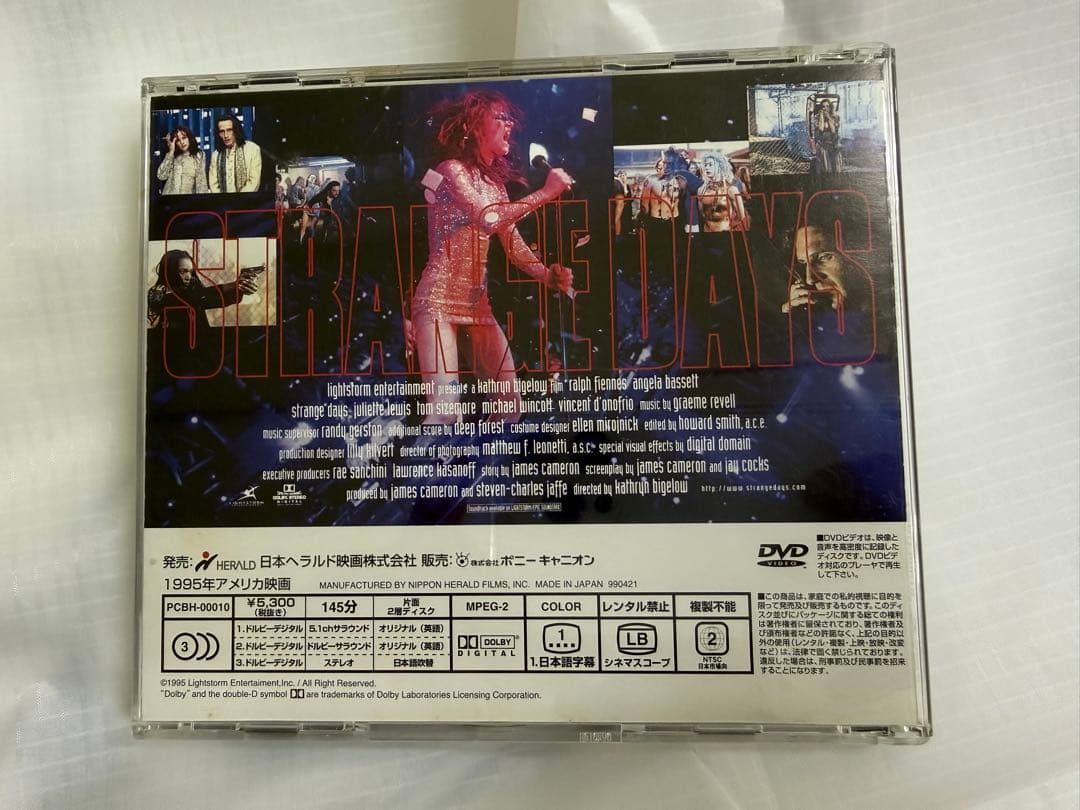 STRANGE DAYS
lightstorm entertainment presents a kathryn bigelow film ralph fiennes angela bassett
strange days juliette lewis tom sizemore michael wincott vincent d'onofrio music by graeme revell
music supervisor randy gerston additional score by deep forest costume designer ellen mirojnick edited by howard smith, a.c.e.
production designer lilly kilvert director of photography matthew f. leonetti, a.s.c. special visual effects by digital domain
executive producers rae sanchini lawrence kasanoff story by james cameron screenplay by james cameron and jay cocks
produced by james cameron and steven-charles jaffe directed by kathryn bigelow http://www.strangedays.com
LIGHTSTORM DOLBY STEREO DIGITAL
Soundtrack available on LIGHTSTORM/EPIC SOUNDTRAX
発売: HERALD 日本ヘラルド映画株式会社 販売: 株式会社 ポニー キャニオン
1995年アメリカ映画 MANUFACTURED BY NIPPON HERALD FILMS, INC. MADE IN JAPAN 990421
DVD VIDEO
■DVDビデオは、映像と
音声を高密度に記録した
ディスクです。DVDビデ
オ対応のプレーヤで再生
して下さい。
PCBH-00010 ¥5,300 (税抜き) 145分 片面 2層ディスク MPEG-2 COLOR レンタル禁止 複製不能
3 1.ドルビーデジタル 5.1chサラウンド オリジナル（英語）
2.ドルビーデジタル ドルビーサラウンド オリジナル（英語）
3.ドルビーデジタル ステレオ 日本語吹替
DOLBY DIGITAL
1 1.日本語字幕
LB シネマスコープ
2 NTSC 日本市場向
■この商品は、家庭での私的視聴に目的を
限って発売及び販売するものです。このディ
スク並びにパッケージに関する総ての権利
は著作権者に留保されており、著作権者及
び頒布権者などの許諾なく、上記の目的以
外の使用（レンタル・複製・上映・放映・改変
など）は、法律で固く禁じられております。
違反した場合は、刑事罰及び民事罰を招来
することになります。
©1995 Lightstorm Entertaiment,Inc. / All Right Reserved.
"Dolby" and the double-D symbol are trademarks of Dolby Laboratories Licensing Corporation.